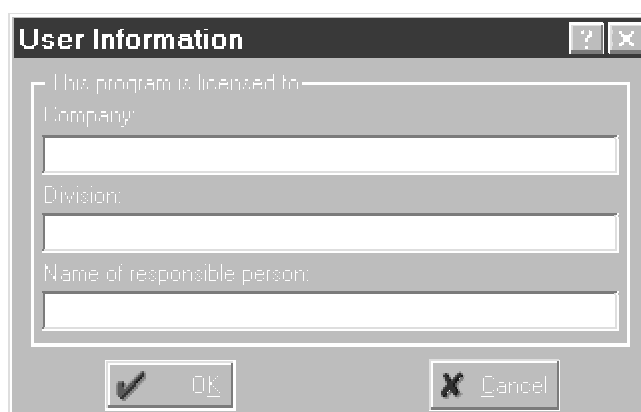 User Information
This program is licensed to
Company:
Division:
Name of responsible person:
OK
Cancel